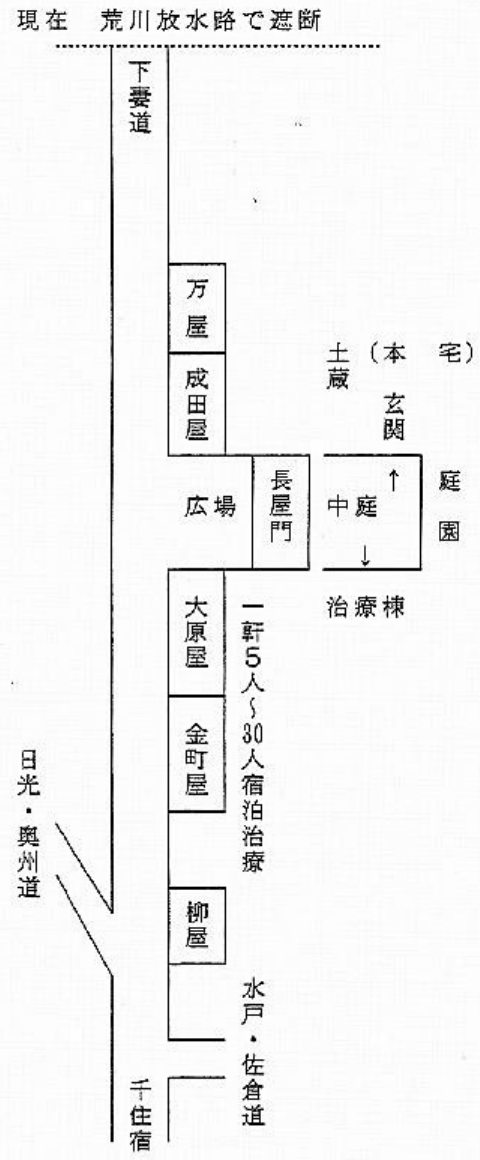 現在 荒川放水路で遮断
下妻道
万屋
成田屋
土蔵
(本 宅)
玄関
広場
長屋門
中庭
↑
↓
庭園
治療棟
大原屋
金町屋
一軒5人~30人宿泊治療
日光・奥州道
柳屋
水戸・佐倉道
千住宿